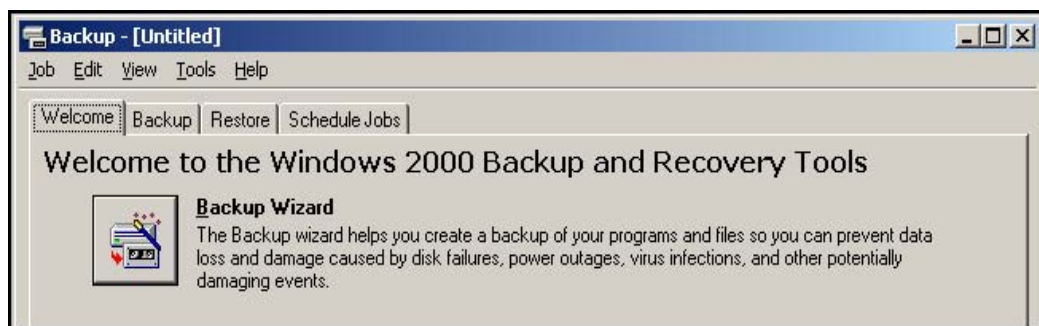 Backup - [Untitled]
Job Edit View Tools Help
Welcome Backup Restore Schedule Jobs
Welcome to the Windows 2000 Backup and Recovery Tools
Backup Wizard
The Backup wizard helps you create a backup of your programs and files so you can prevent data
loss and damage caused by disk failures, power outages, virus infections, and other potentially
damaging events.